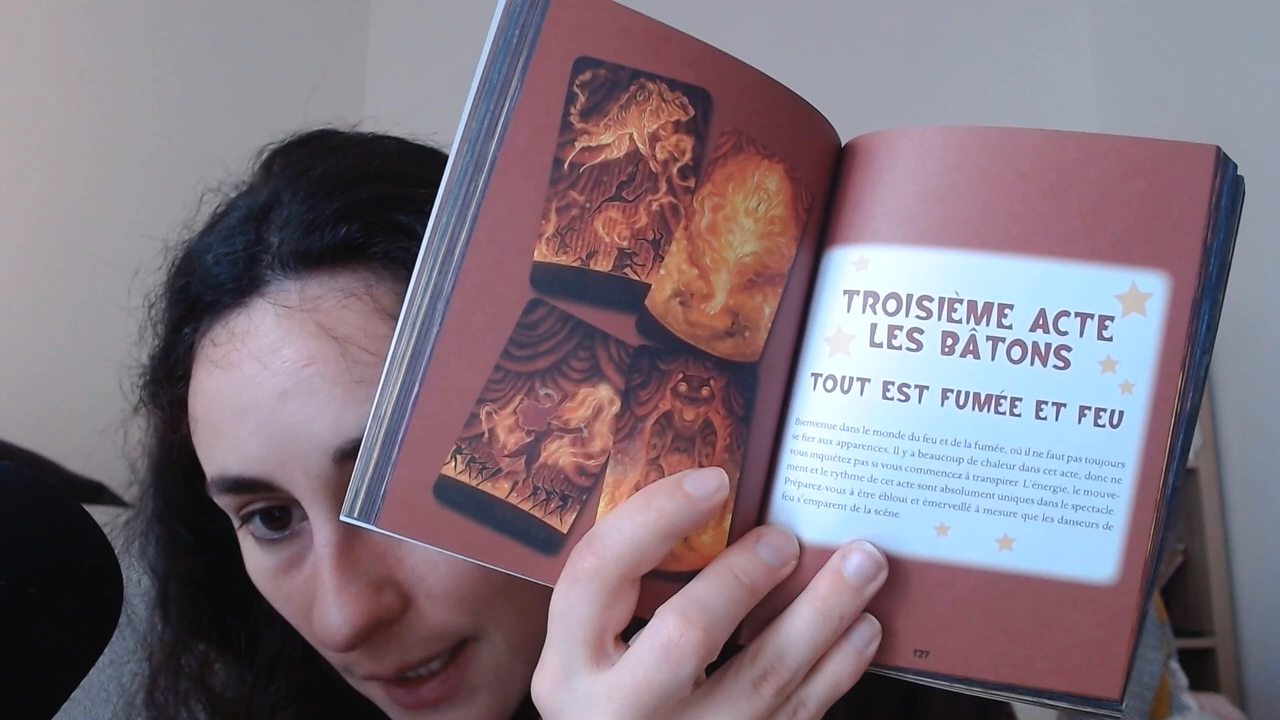 TROISIÈME ACTE
LES BÂTONS
TOUT EST FUMÉE ET FEU
Bienvenue dans le monde du feu et de la fumée, où il ne faut pas toujours
se fier aux apparences. Il y a beaucoup de chaleur dans cet acte, donc ne
vous inquiétez pas si vous commencez à transpirer. L'énergie, le mouve-
ment et le rythme de cet acte sont absolument uniques dans le spectacle.
Préparez-vous à être ébloui et émerveillé à mesure que les danseurs de
feu s'emparent de la scène.
127